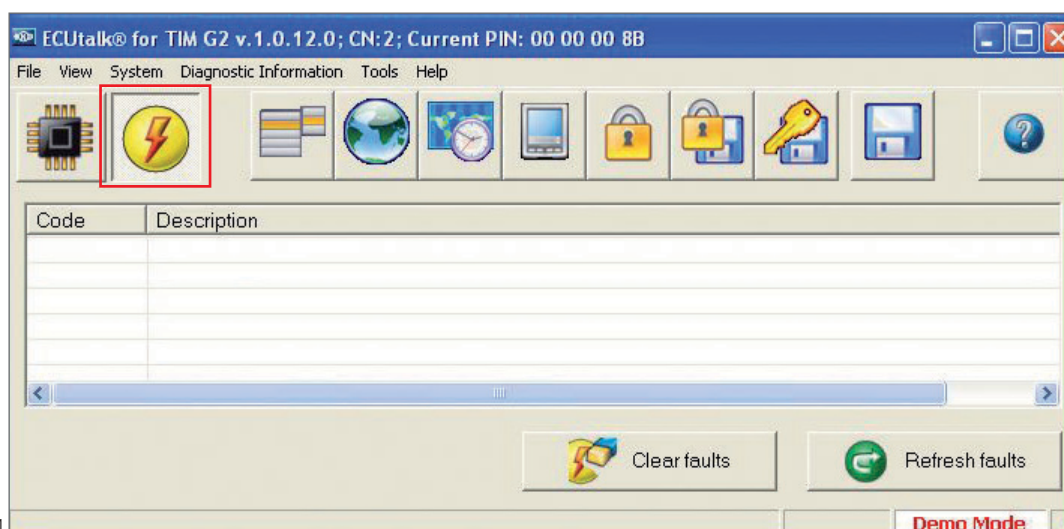 ECUtalk® for TIM G2 v.1.0.12.0; CN:2; Current PIN: 00 00 00 8B
File View System Diagnostic Information Tools Help
Code Description
Clear faults Refresh faults
Demo Mode